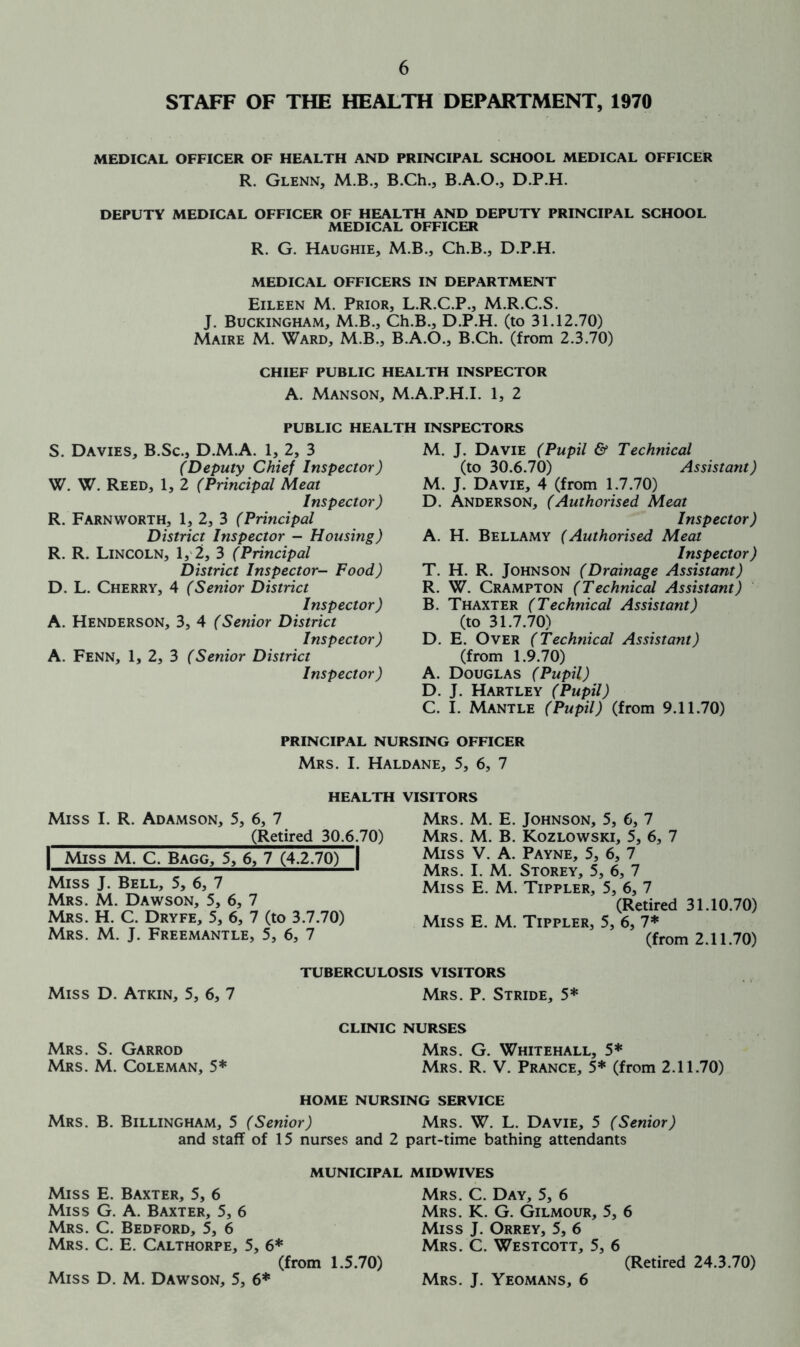 6
STAFF OF THE HEALTH DEPARTMENT, 1970
MEDICAL OFFICER OF HEALTH AND PRINCIPAL SCHOOL MEDICAL OFFICER
R. GLENN, M.B., B.Ch., B.A.O., D.P.H.
DEPUTY MEDICAL OFFICER OF HEALTH AND DEPUTY PRINCIPAL SCHOOL
MEDICAL OFFICER
R. G. HAUGHIE, M.B., Ch.B., D.P.H.
MEDICAL OFFICERS IN DEPARTMENT
EILEEN M. PRIOR, L.R.C.P., M.R.C.S.
J. BUCKINGHAM, M.B., Ch.B., D.P.H. (to 31.12.70)
MAIRE M. WARD, M.B., B.A.O., B.Ch. (from 2.3.70)
CHIEF PUBLIC HEALTH INSPECTOR
A. MANSON, M.A.P.H.I. 1, 2
PUBLIC HEALTH INSPECTORS
S. DAVIES, B.Sc., D.M.A. 1, 2, 3
(Deputy Chief Inspector)
W. W. REED, 1, 2 (Principal Meat
Inspector)
R. FARNWORTH, 1, 2, 3 (Principal
District Inspector – Housing)
R. R. LINCOLN, 1, 2, 3 (Principal
District Inspector– Food)
D. L. CHERRY, 4 (Senior District
Inspector)
A. HENDERSON, 3, 4 (Senior District
Inspector)
A. FENN, 1, 2, 3 (Senior District
Inspector)
M. J. DAVIE (Pupil & Technical
(to 30.6.70) Assistant)
M. J. DAVIE, 4 (from 1.7.70)
D. ANDERSON, (Authorised Meat
Inspector)
A. H. BELLAMY (Authorised Meat
Inspector)
T. H. R. JOHNSON (Drainage Assistant)
R. W. CRAMPTON (Technical Assistant)
B. THAXTER (Technical Assistant)
(to 31.7.70)
D. E. OVER (Technical Assistant)
(from 1.9.70)
A. DOUGLAS (Pupil)
D. J. HARTLEY (Pupil)
C. I. MANTLE (Pupil) (from 9.11.70)
PRINCIPAL NURSING OFFICER
MRS. I. HALDANE, 5, 6, 7
HEALTH VISITORS
MISS I. R. ADAMSON, 5, 6, 7
(Retired 30.6.70)
MISS M. C. BAGG, 5, 6, 7 (4.2.70)
MISS J. BELL, 5, 6, 7
MRS. M. DAWSON, 5, 6, 7
MRS. H. C. DRYFE, 5, 6, 7 (to 3.7.70)
MRS. M. J. FREEMANTLE, 5, 6, 7
MRS. M. E. JOHNSON, 5, 6, 7
MRS. M. B. KOZLOWSKI, 5, 6, 7
MISS V. A. PAYNE, 5, 6, 7
MRS. I. M. STOREY, 5, 6, 7
MISS E. M. TIPPLER, 5, 6, 7
(Retired 31.10.70)
MISS E. M. TIPPLER, 5, 6, 7*
(from 2.11.70)
TUBERCULOSIS VISITORS
MISS D. ATKIN, 5, 6, 7 MRS. P. STRIDE, 5*
CLINIC NURSES
MRS. S. GARROD MRS. G. WHITEHALL, 5*
MRS. M. COLEMAN, 5* MRS. R. V. PRANCE, 5* (from 2.11.70)
HOME NURSING SERVICE
MRS. B. BILLINGHAM, 5 (Senior) MRS. W. L. DAVIE, 5 (Senior)
and staff of 15 nurses and 2 part-time bathing attendants
MUNICIPAL MIDWIVES
MISS E. BAXTER, 5, 6
MISS G. A. BAXTER, 5, 6
MRS. C. BEDFORD, 5, 6
MRS. C. E. CALTHORPE, 5, 6*
(from 1.5.70)
MISS D. M. DAWSON, 5, 6*
MRS. C. DAY, 5, 6
MRS. K. G. GILMOUR, 5, 6
MISS J. ORREY, 5, 6
MRS. C. WESTCOTT, 5, 6
(Retired 24.3.70)
MRS. J. YEOMANS, 6